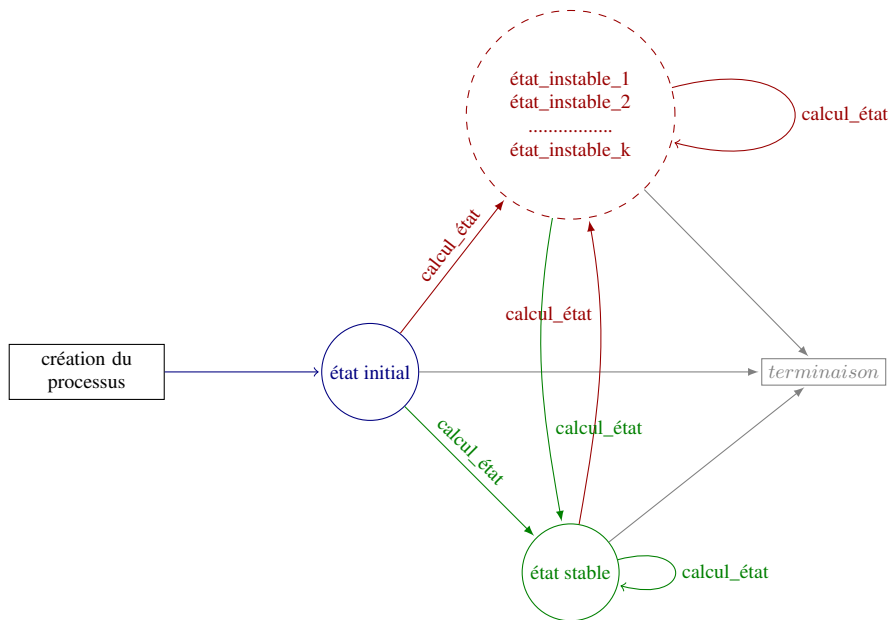 état_instable_1
état_instable_2
.................
état_instable_k
calcul_état
calcul_état
calcul_état
création du
processus
état initial
terminaison
calcul_état
calcul_état
état stable
calcul_état